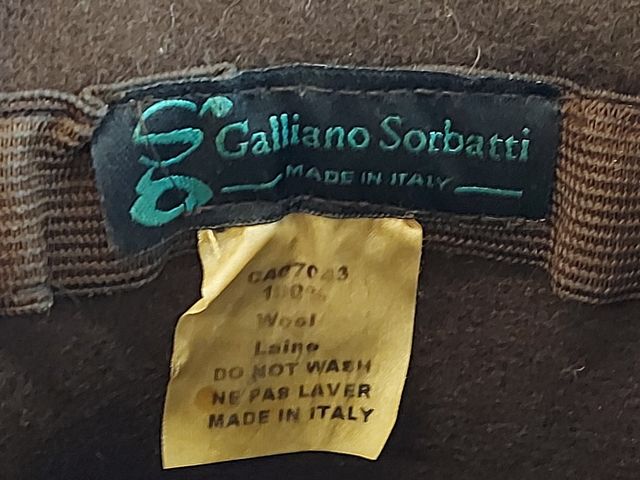 Galliano Sorbatti
MADE IN ITALY
100%
Wool
Laine
DO NOT WASH
NE PAS LAVER
MADE IN ITALY